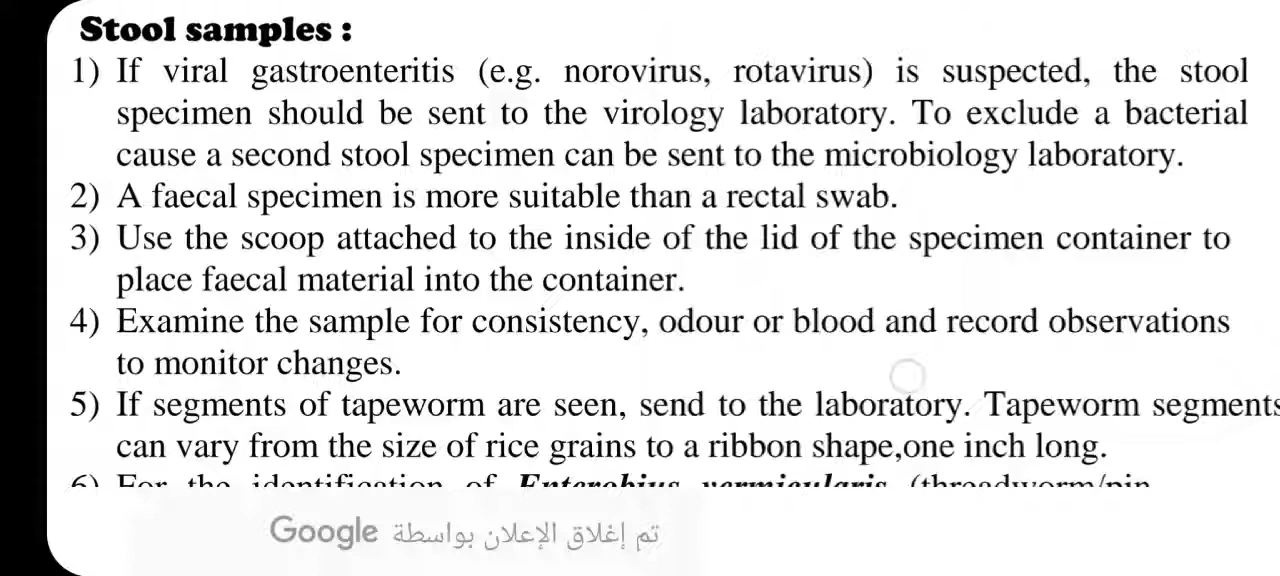 Stool samples :
1) If viral gastroenteritis (e.g. norovirus, rotavirus) is suspected, the stool
specimen should be sent to the virology laboratory. To exclude a bacterial
cause a second stool specimen can be sent to the microbiology laboratory.
2) A faecal specimen is more suitable than a rectal swab.
3) Use the scoop attached to the inside of the lid of the specimen container to
place faecal material into the container.
4) Examine the sample for consistency, odour or blood and record observations
to monitor changes.
5) If segments of tapeworm are seen, send to the laboratory. Tapeworm segments
can vary from the size of rice grains to a ribbon shape,one inch long.
6) For the identification of Enterobius vermicularis (threadworm/pin
تم إغلاق الإعلان بواسطة Google